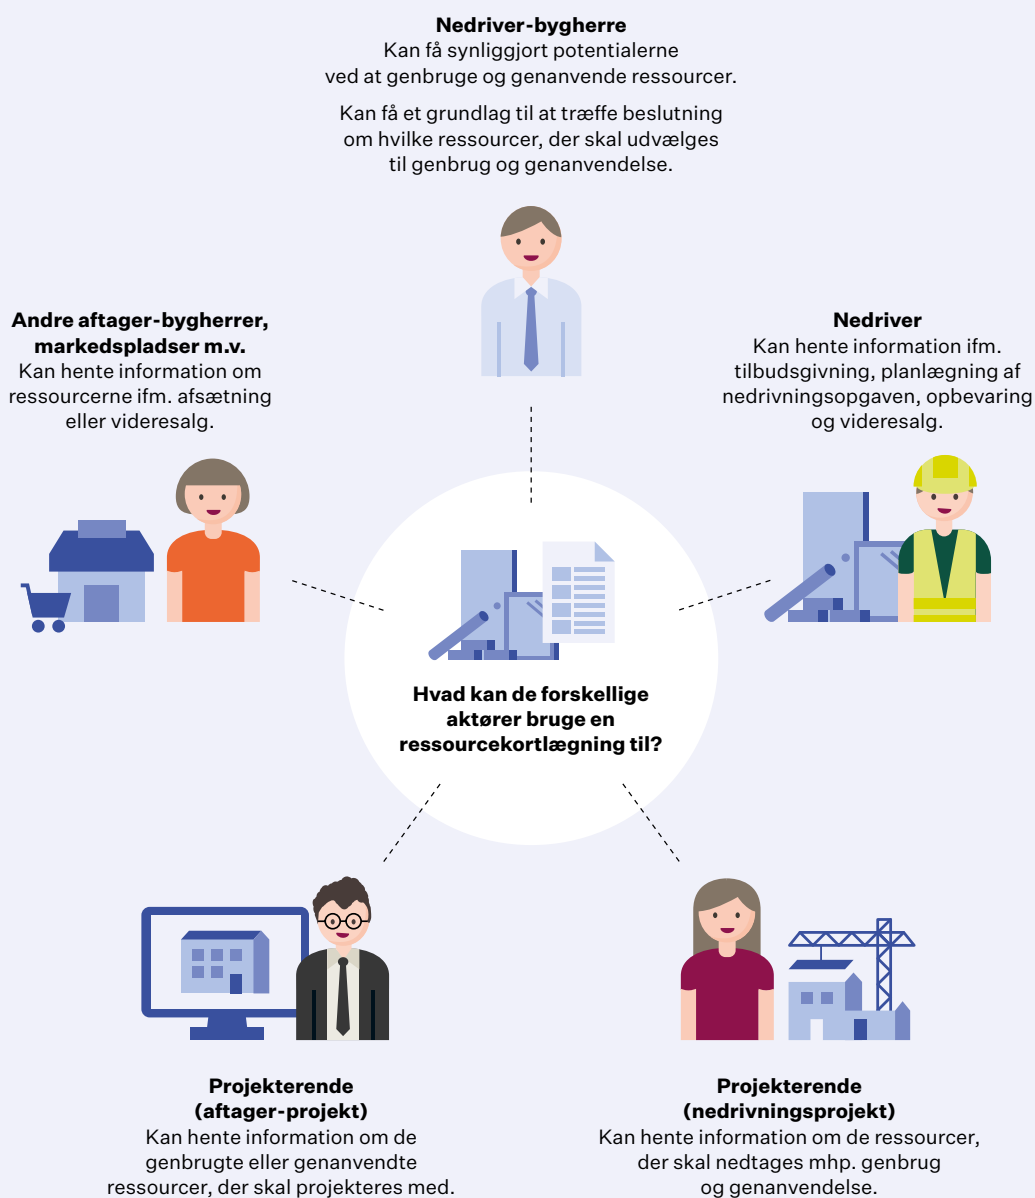 Nedriver-bygherre
Kan få synliggjort potentialerne
ved at genbruge og genanvende ressourcer.
Kan få et grundlag til at træffe beslutning
om hvilke ressourcer, der skal udvælges
til genbrug og genanvendelse.
Andre aftager-bygherrer,
markedspladser m.v.
Kan hente information om
ressourcerne ifm. afsætning
eller videresalg.
Nedriver
Kan hente information ifm.
tilbudsgivning, planlægning af
nedrivningsopgaven, opbevaring
og videresalg.
Hvad kan de forskellige
aktører bruge en
ressourcekortlægning til?
Projekterende
(aftager-projekt)
Kan hente information om de
genbrugte eller genanvendte
ressourcer, der skal projekteres med.
Projekterende
(nedrivningsprojekt)
Kan hente information om de ressourcer,
der skal nedtages mhp. genbrug
og genanvendelse.